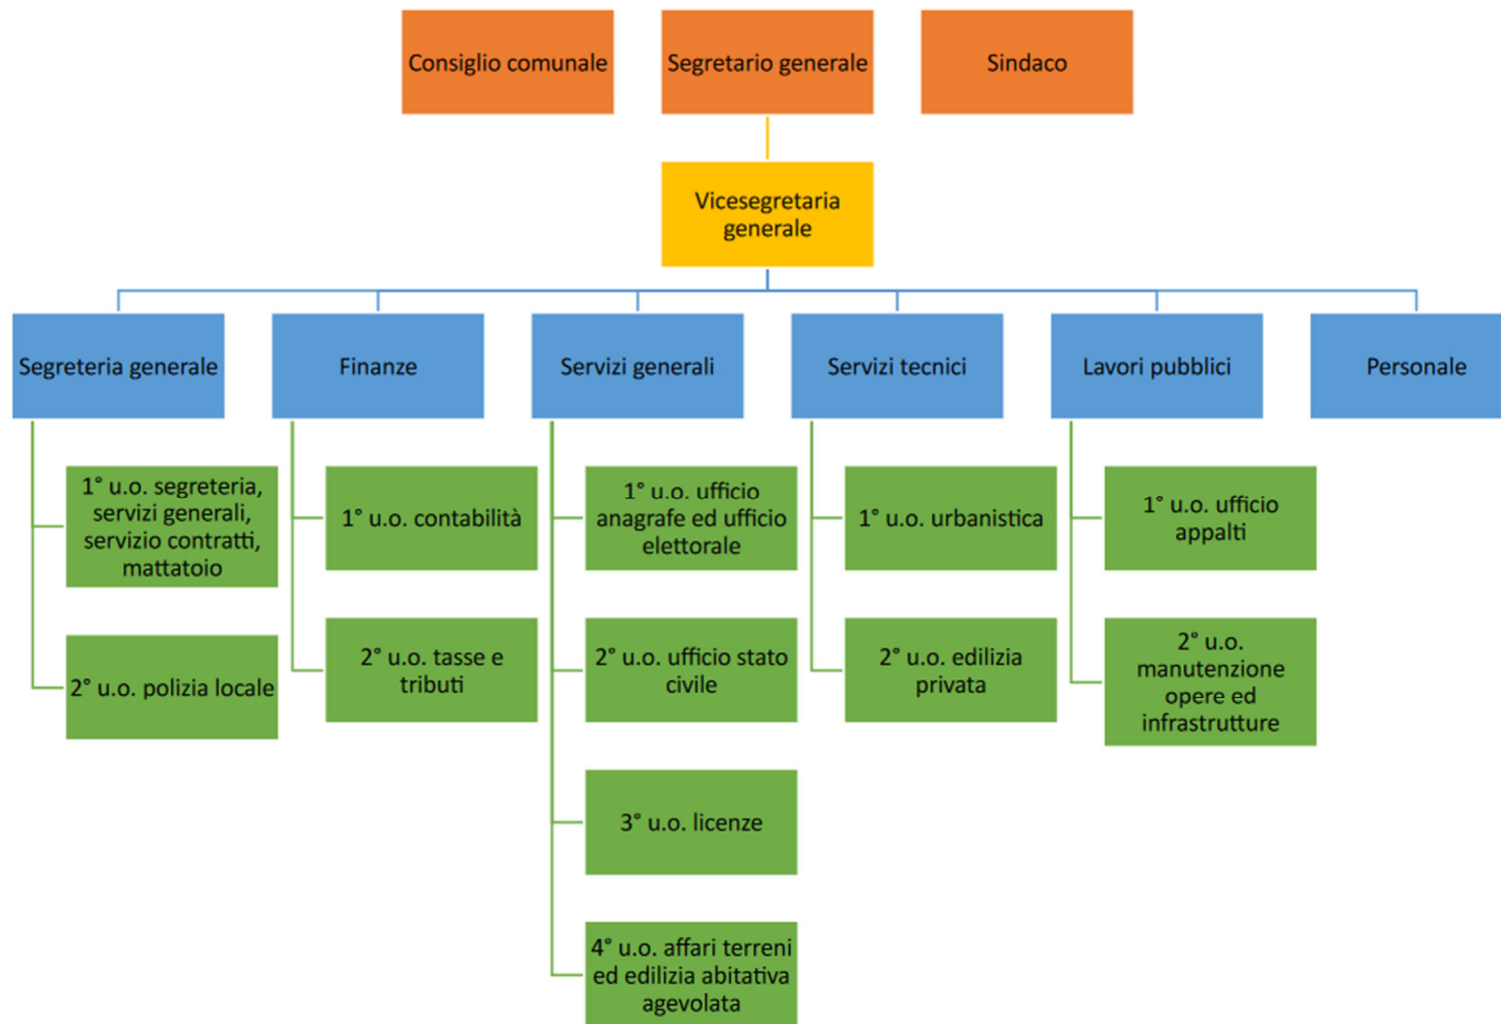 Consiglio comunale
Segretario generale
Sindaco
Vicesegretaria
generale
Segreteria generale
Finanze
Servizi generali
Servizi tecnici
Lavori pubblici
Personale
1° u.o. segreteria,
servizi generali,
servizio contratti,
mattatoio
2° u.o. polizia locale
1° u.o. contabilità
2° u.o. tasse e
tributi
1° u.o. ufficio
anagrafe ed ufficio
elettorale
2° u.o. ufficio stato
civile
3° u.o. licenze
4° u.o. affari terreni
ed edilizia abitativa
agevolata
1° u.o. urbanistica
2° u.o. edilizia
privata
1° u.o. ufficio
appalti
2° u.o.
manutenzione
opere ed
infrastrutture